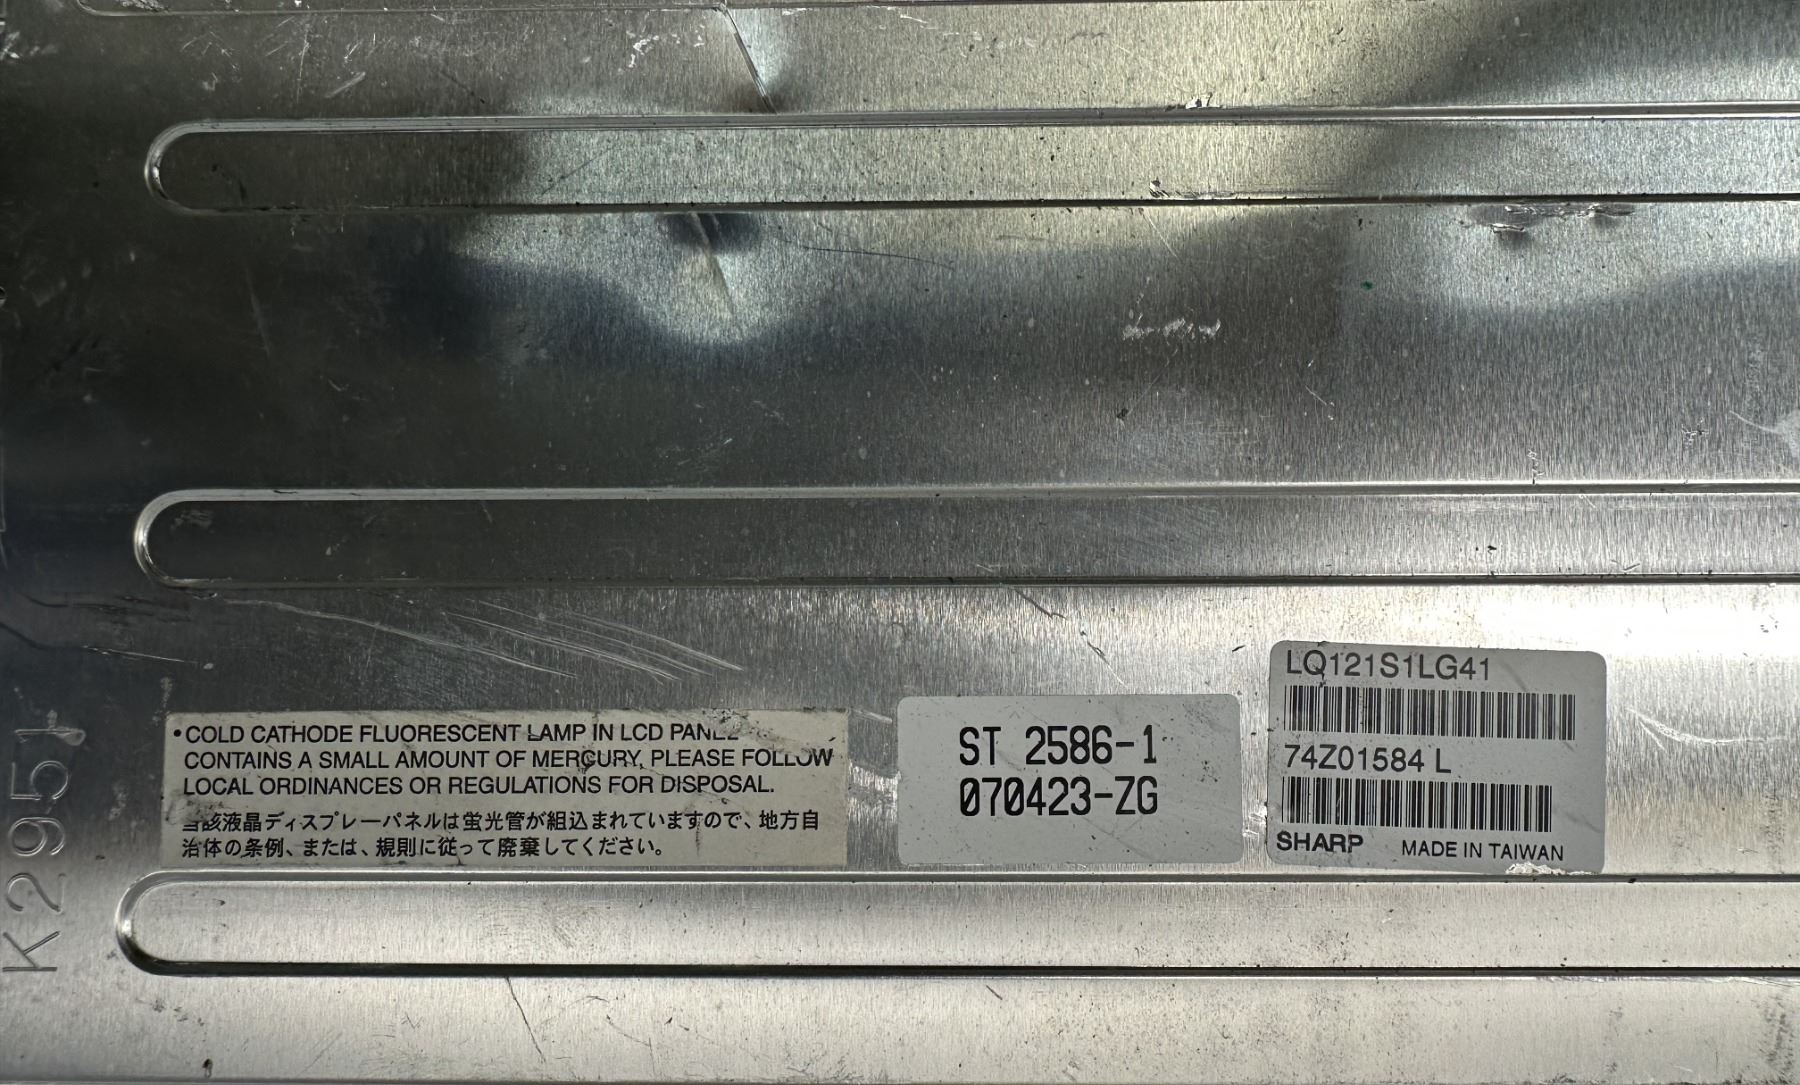 •COLD CATHODE FLUORESCENT LAMP IN LCD PANEL
CONTAINS A SMALL AMOUNT OF MERCURY, PLEASE FOLLOW
LOCAL ORDINANCES OR REGULATIONS FOR DISPOSAL.
当該液晶ディスプレーパネルは蛍光管が組込まれていますので、地方自
治体の条例、または、規則に従って廃棄してください。
ST 2586-1
070423-ZG
LQ121S1LG41
74Z01584 L
SHARP MADE IN TAIWAN
K2951